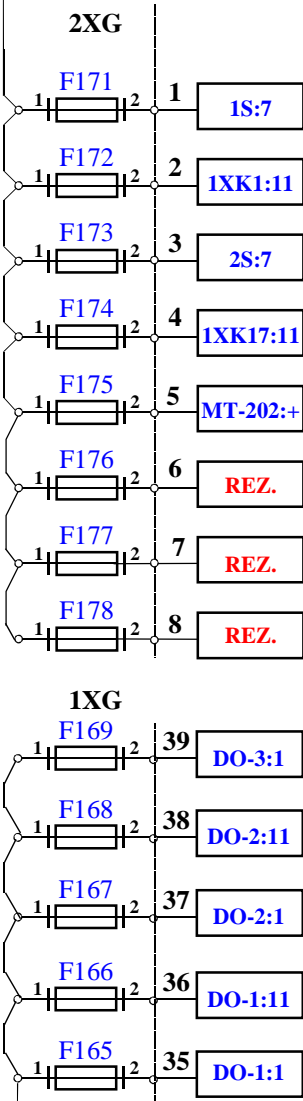 2XG
F171
1 2 1 1S:7
F172
1 2 2 1XK1:11
F173
1 2 3 2S:7
F174
1 2 4 1XK17:11
F175
1 2 5 MT-202:+
F176
1 2 6 REZ.
F177
1 2 7 REZ.
F178
1 2 8 REZ.
1XG
F169
1 2 39 DO-3:1
F168
1 2 38 DO-2:11
F167
1 2 37 DO-2:1
F166
1 2 36 DO-1:11
F165
1 2 35 DO-1:1